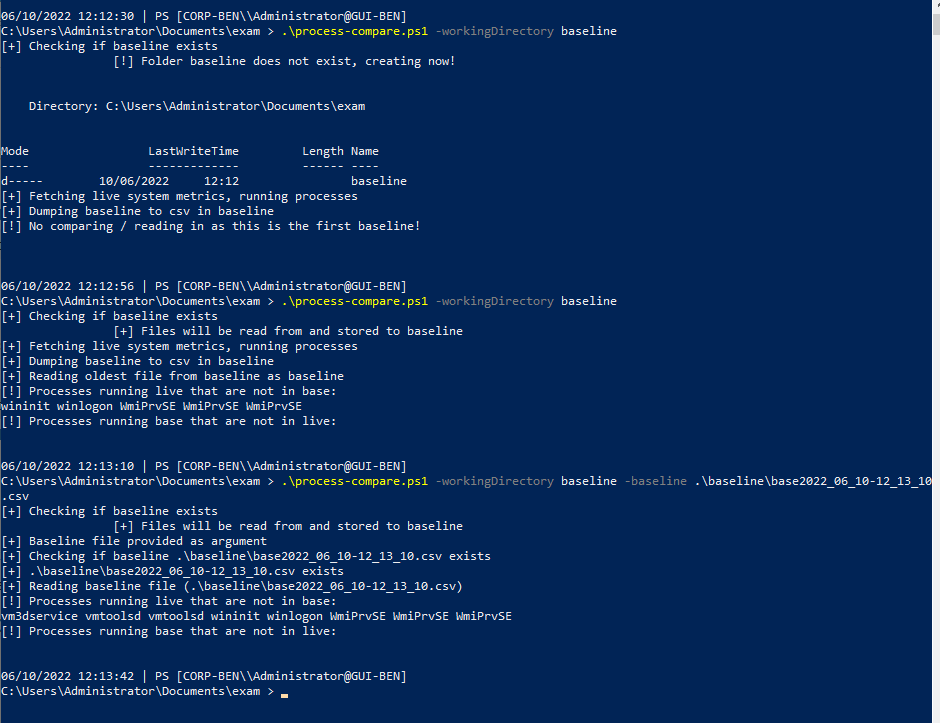 06/10/2022 12:12:30 | PS [CORP-BEN\\Administrator@GUI-BEN]
C:\Users\Administrator\Documents\exam > .\process-compare.ps1 -workingDirectory baseline
[+] Checking if baseline exists
[!] Folder baseline does not exist, creating now!
Directory: C:\Users\Administrator\Documents\exam
Mode LastWriteTime Length Name
---- ------------- ------ ----
d----- 10/06/2022 12:12 baseline
[+] Fetching live system metrics, running processes
[+] Dumping baseline to csv in baseline
[!] No comparing / reading in as this is the first baseline!
06/10/2022 12:12:56 | PS [CORP-BEN\\Administrator@GUI-BEN]
C:\Users\Administrator\Documents\exam > .\process-compare.ps1 -workingDirectory baseline
[+] Checking if baseline exists
[+] Files will be read from and stored to baseline
[+] Fetching live system metrics, running processes
[+] Dumping baseline to csv in baseline
[+] Reading oldest file from baseline as baseline
[!] Processes running live that are not in base:
wininit winlogon WmiPrvSE WmiPrvSE WmiPrvSE
[!] Processes running base that are not in live:
06/10/2022 12:13:10 | PS [CORP-BEN\\Administrator@GUI-BEN]
C:\Users\Administrator\Documents\exam > .\process-compare.ps1 -workingDirectory baseline -baseline .\baseline\base2022_06_10-12_13_10
.csv
[+] Checking if baseline exists
[+] Files will be read from and stored to baseline
[+] Baseline file provided as argument
[+] Checking if baseline .\baseline\base2022_06_10-12_13_10.csv exists
[+] .\baseline\base2022_06_10-12_13_10.csv exists
[+] Reading baseline file (.\baseline\base2022_06_10-12_13_10.csv)
[!] Processes running live that are not in base:
vm3dservice vmtoolsd vmtoolsd wininit winlogon WmiPrvSE WmiPrvSE WmiPrvSE
[!] Processes running base that are not in live:
06/10/2022 12:13:42 | PS [CORP-BEN\\Administrator@GUI-BEN]
C:\Users\Administrator\Documents\exam > _